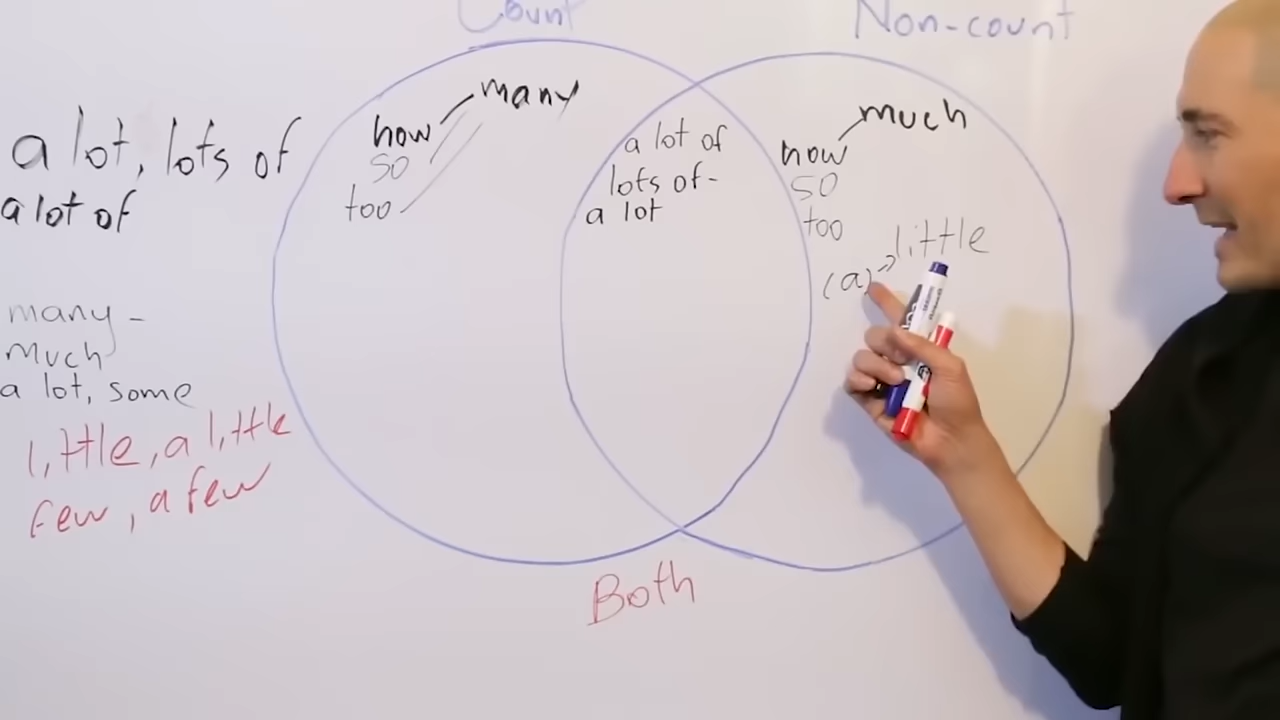 Count
Non-count
a lot, lots of
a lot of
many -
much
a lot, some
little, a little
few, a few
many
how
so
too
a lot of
lots of-
a lot
much
how
so
too
little
(a)→
Both